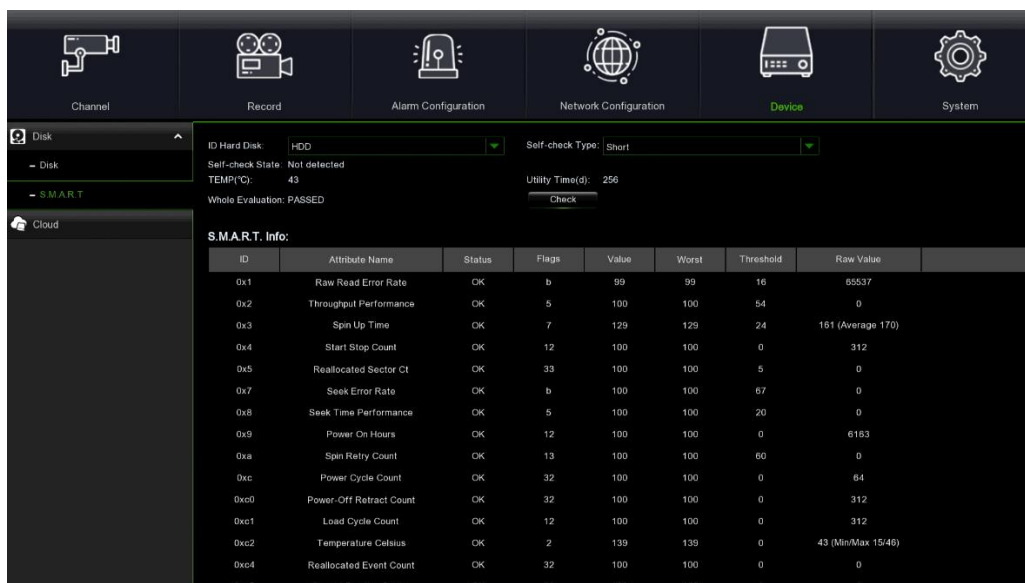 Channel Record Alarm Configuration Network Configuration Device System
Disk
– Disk
– S.M.A.R.T
Cloud
ID Hard Disk: HDD Self-check Type: Short
Self-check State: Not detected
TEMP(°C): 43 Utility Time(d): 256
Whole Evaluation: PASSED Check
S.M.A.R.T. Info:
ID Attribute Name Status Flags Value Worst Threshold Raw Value
0x1 Raw Read Error Rate OK b 99 99 16 65537
0x2 Throughput Performance OK 5 100 100 54 0
0x3 Spin Up Time OK 7 129 129 24 161 (Average 170)
0x4 Start Stop Count OK 12 100 100 0 312
0x5 Reallocated Sector Ct OK 33 100 100 5 0
0x7 Seek Error Rate OK b 100 100 67 0
0x8 Seek Time Performance OK 5 100 100 20 0
0x9 Power On Hours OK 12 100 100 0 6163
0xa Spin Retry Count OK 13 100 100 60 0
0xc Power Cycle Count OK 32 100 100 0 64
0xc0 Power-Off Retract Count OK 32 100 100 0 312
0xc1 Load Cycle Count OK 12 100 100 0 312
0xc2 Temperature Celsius OK 2 139 139 0 43 (Min/Max 15/46)
0xc4 Reallocated Event Count OK 32 100 100 0 0